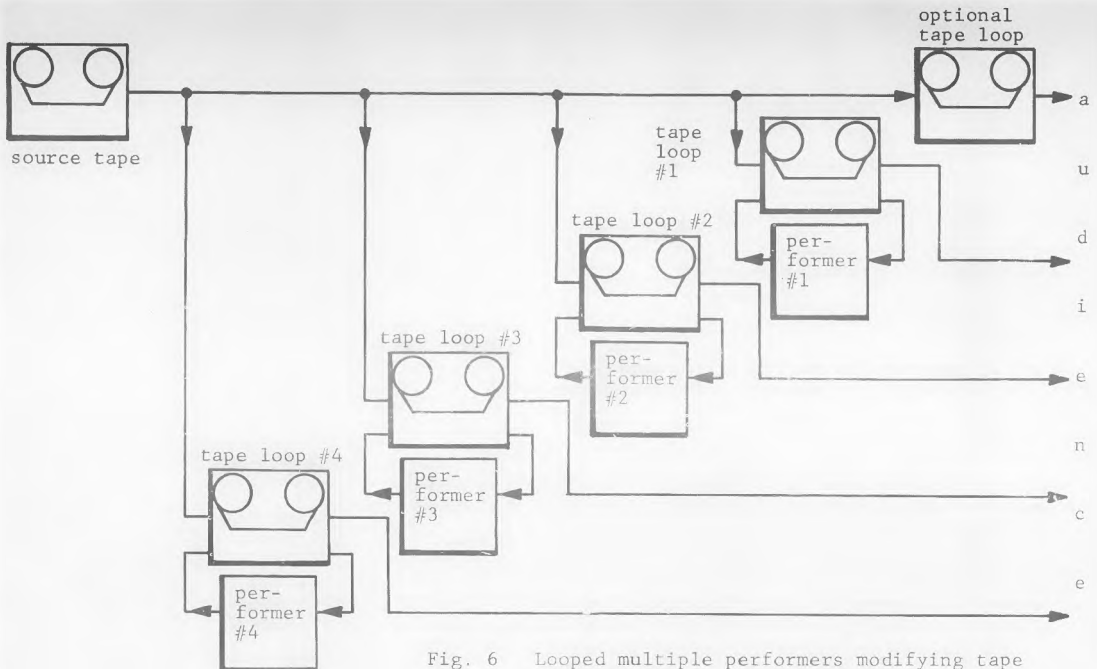 optional
tape loop
source tape
tape
loop
#1
per-
former
#1
tape loop #2
per-
former
#2
tape loop #3
per-
former
#3
tape loop #4
per-
former
#4
a
u
d
i
e
n
c
e
Fig. 6 Looped multiple performers modifying tape